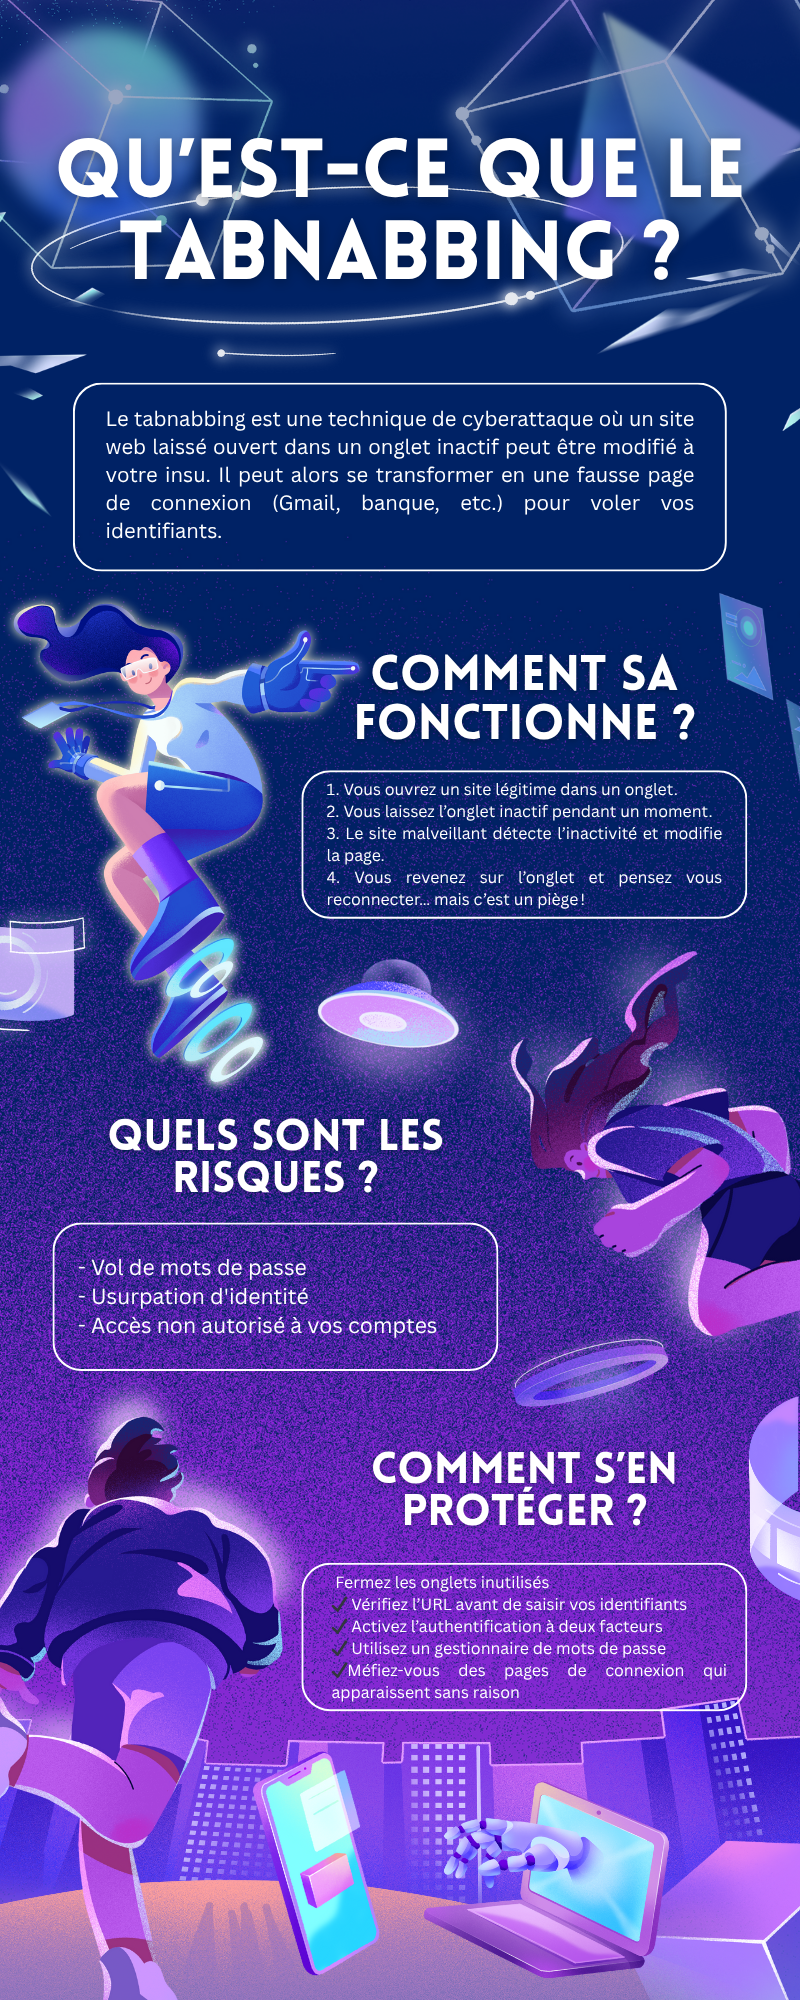 QU'EST-CE QUE LE
TABNABBING ?
Le tabnabbing est une technique de cyberattaque où un site
web laissé ouvert dans un onglet inactif peut être modifié à
votre insu. Il peut alors se transformer en une fausse page
de connexion (Gmail, banque, etc.) pour voler vos
identifiants.
COMMENT SA
FONCTIONNE ?
1. Vous ouvrez un site légitime dans un onglet.
2. Vous laissez l'onglet inactif pendant un moment.
3. Le site malveillant détecte l'inactivité et modifie
la page.
4. Vous revenez sur l'onglet et pensez vous
reconnecter... mais c'est un piège!
QUELS SONT LES
RISQUES ?
- Vol de mots de passe
- Usurpation d'identité
- Accès non autorisé à vos comptes
COMMENT S'EN
PROTÉGER ?
Fermez les onglets inutilisés
✔ Vérifiez l'URL avant de saisir vos identifiants
✔ Activez l'authentification à deux facteurs
✔ Utilisez un gestionnaire de mots de passe
✔Méfiez-vous des pages de connexion qui
apparaissent sans raison